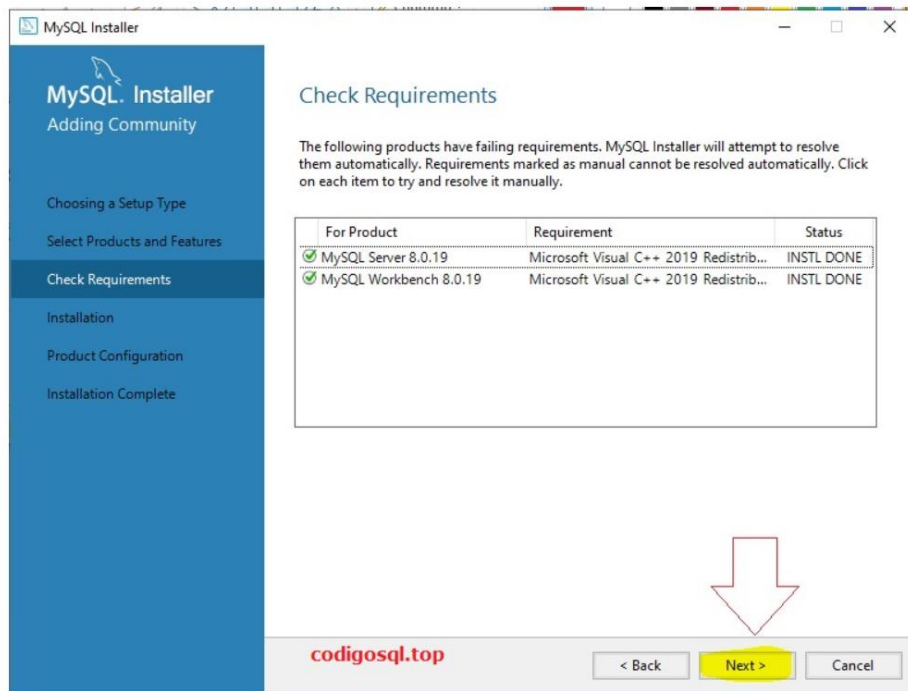 MySQL Installer
MySQL. Installer
Adding Community
Choosing a Setup Type
Select Products and Features
Check Requirements
Installation
Product Configuration
Installation Complete
Check Requirements
The following products have failing requirements. MySQL Installer will attempt to resolve
them automatically. Requirements marked as manual cannot be resolved automatically. Click
on each item to try and resolve it manually.
For Product Requirement Status
MySQL Server 8.0.19 Microsoft Visual C++ 2019 Redistrib... INSTL DONE
MySQL Workbench 8.0.19 Microsoft Visual C++ 2019 Redistrib... INSTL DONE
codigosql.top
< Back Next > Cancel